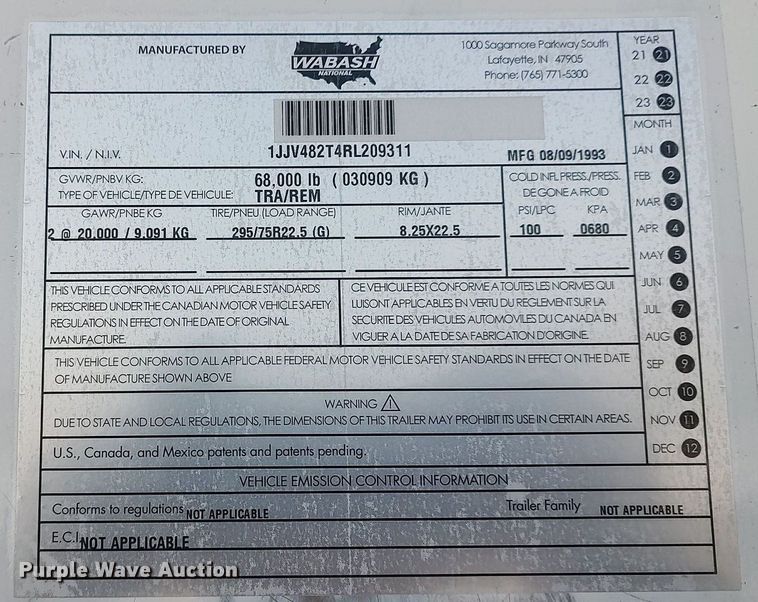 MANUFACTURED BY
WABASH
NATIONAL
1000 Sagamore Parkway South
Lafayette, IN 47905
Phone: (765) 771-5300
YEAR
21 21
22 22
23 23
MONTH
V.I.N. / N.I.V.
1JJV482T4RL209311
MFG 08/09/1993
JAN 1
GVWR/PNBV KG:
68,000 lb ( 030909 KG )
COLD INFL PRESS./PRESS.
FEB 2
TYPE OF VEHICLE/TYPE DE VEHICULE:
TRA/REM
DE GONE A FROID
MAR 3
GAWR/PNBE KG
TIRE/PNEU (LOAD RANGE)
RIM/JANTE
PSI/LPC
KPA
2 @ 20,000 / 9,091 KG
295/75R22.5 (G)
8.25X22.5
100
0680
APR 4
MAY 5
THIS VEHICLE CONFORMS TO ALL APPLICABLE STANDARDS
PRESCRIBED UNDER THE CANADIAN MOTOR VEHICLE SAFETY
REGULATIONS IN EFFECT ON THE DATE OF ORIGINAL
MANUFACTURE.
CE VEHICULE EST CONFORME A TOUTES LES NORMES QUI
LUI SONT APPLICABLES EN VERTU DU REGLEMENT SUR LA
SECURITE DES VEHICULES AUTOMOVILES DU CANADA EN
VIGUER A LA DATE DE SA FABRICATION D'ORIGINE.
JUN 6
JUL 7
AUG 8
THIS VEHICLE CONFORMS TO ALL APPLICABLE FEDERAL MOTOR VEHICLE SAFETY STANDARDS IN EFFECT ON THE DATE
OF MANUFACTURE SHOWN ABOVE
SEP 9
WARNING
DUE TO STATE AND LOCAL REGULATIONS, THE DIMENSIONS OF THIS TRAILER MAY PROHIBIT ITS USE IN CERTAIN AREAS.
OCT 10
NOV 11
U.S., Canada, and Mexico patents and patents pending.
DEC 12
VEHICLE EMISSION CONTROL INFORMATION
Conforms to regulations NOT APPLICABLE
Trailer Family NOT APPLICABLE
E.C.I. NOT APPLICABLE
Purple Wave Auction